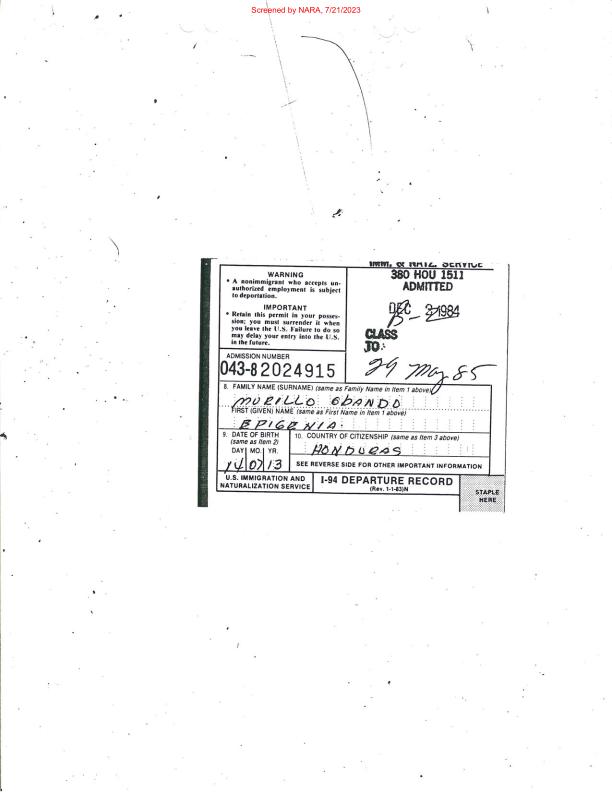 Screened by NARA, 7/21/2023
IMM. & NATZ. SERVICE
380 HOU 1511
ADMITTED
DEC 2 1984
CLASS
TO:
29 May 85
WARNING
• A nonimmigrant who accepts un-
authorized employment is subject
to deportation.
IMPORTANT
• Retain this permit in your posses-
sion; you must surrender it when
you leave the U.S. Failure to do so
may delay your entry into the U.S.
in the future.
ADMISSION NUMBER
043-82024915
8. FAMILY NAME (SURNAME) (same as Family Name in Item 1 above)
MURILLO OBANDO
FIRST (GIVEN) NAME (same as First Name in Item 1 above)
EPIGENIA.
9. DATE OF BIRTH
(same as Item 2)
DAY MO. YR.
14 07 13
10. COUNTRY OF CITIZENSHIP (same as Item 3 above)
HONDURAS
SEE REVERSE SIDE FOR OTHER IMPORTANT INFORMATION
U.S. IMMIGRATION AND
NATURALIZATION SERVICE
I-94 DEPARTURE RECORD
(Rev. 1-1-83)N
STAPLE
HERE